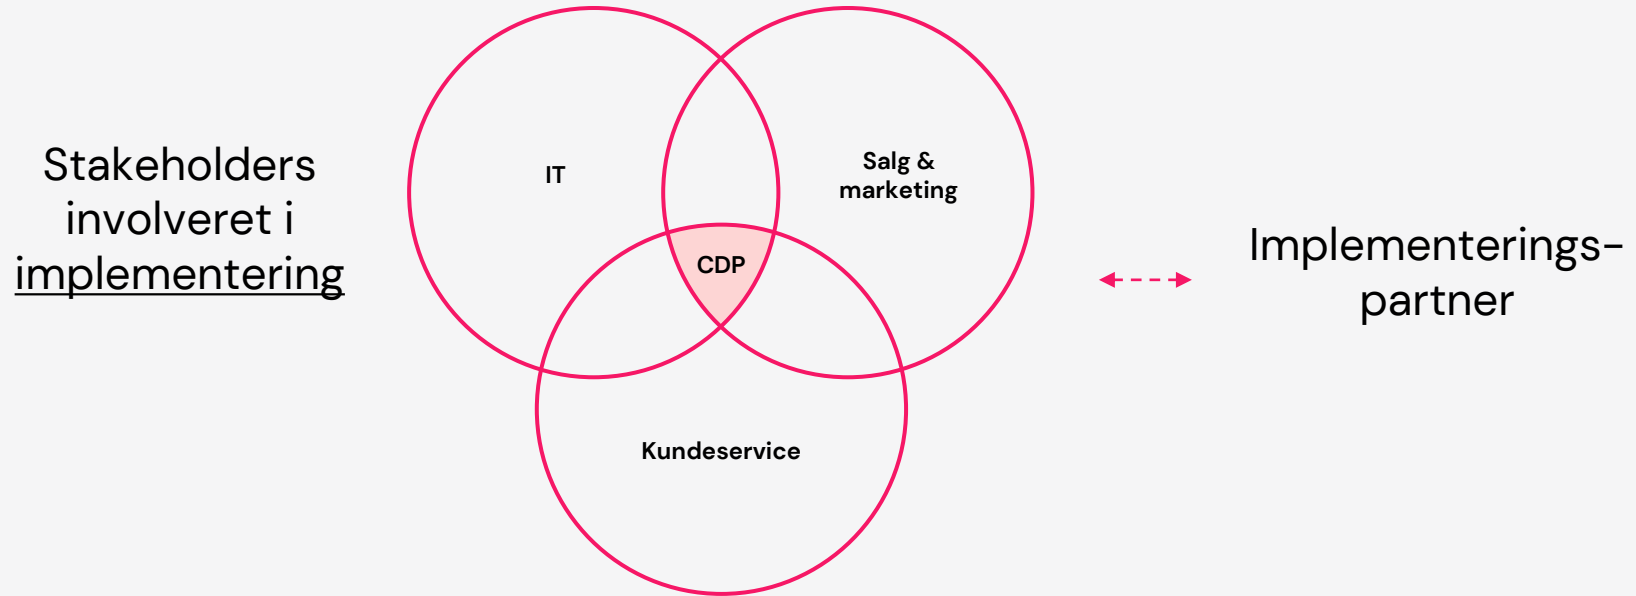 Stakeholders
involveret i
implementering
IT
Salg &
marketing
CDP
Kundeservice
Implementerings-
partner